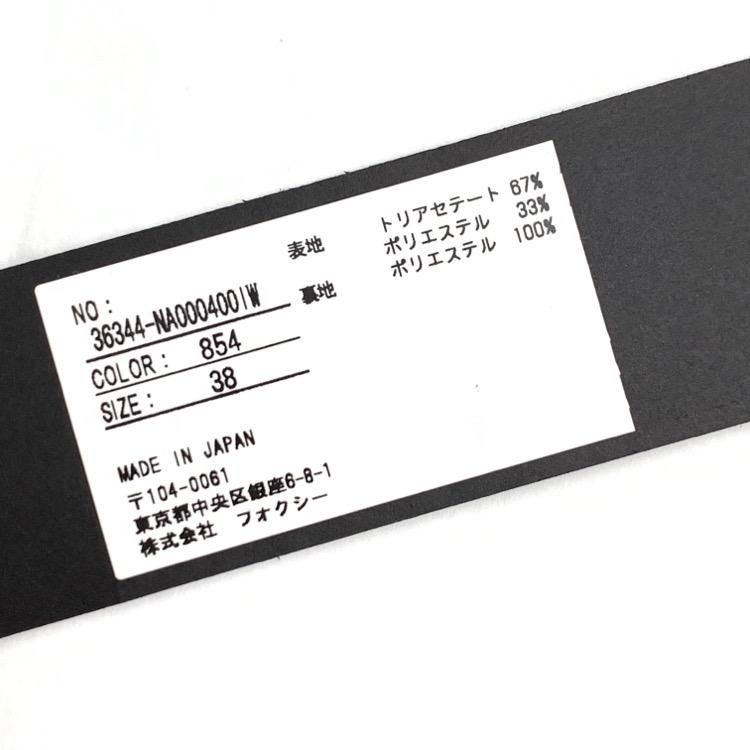 表地 トリアセテート 67%
ポリエステル 33%
裏地 ポリエステル 100%
NO:
36344-NA000400IW
COLOR: 854
SIZE: 38
MADE IN JAPAN
〒104-0061
東京都中央区銀座6-8-1
株式会社 フォクシー